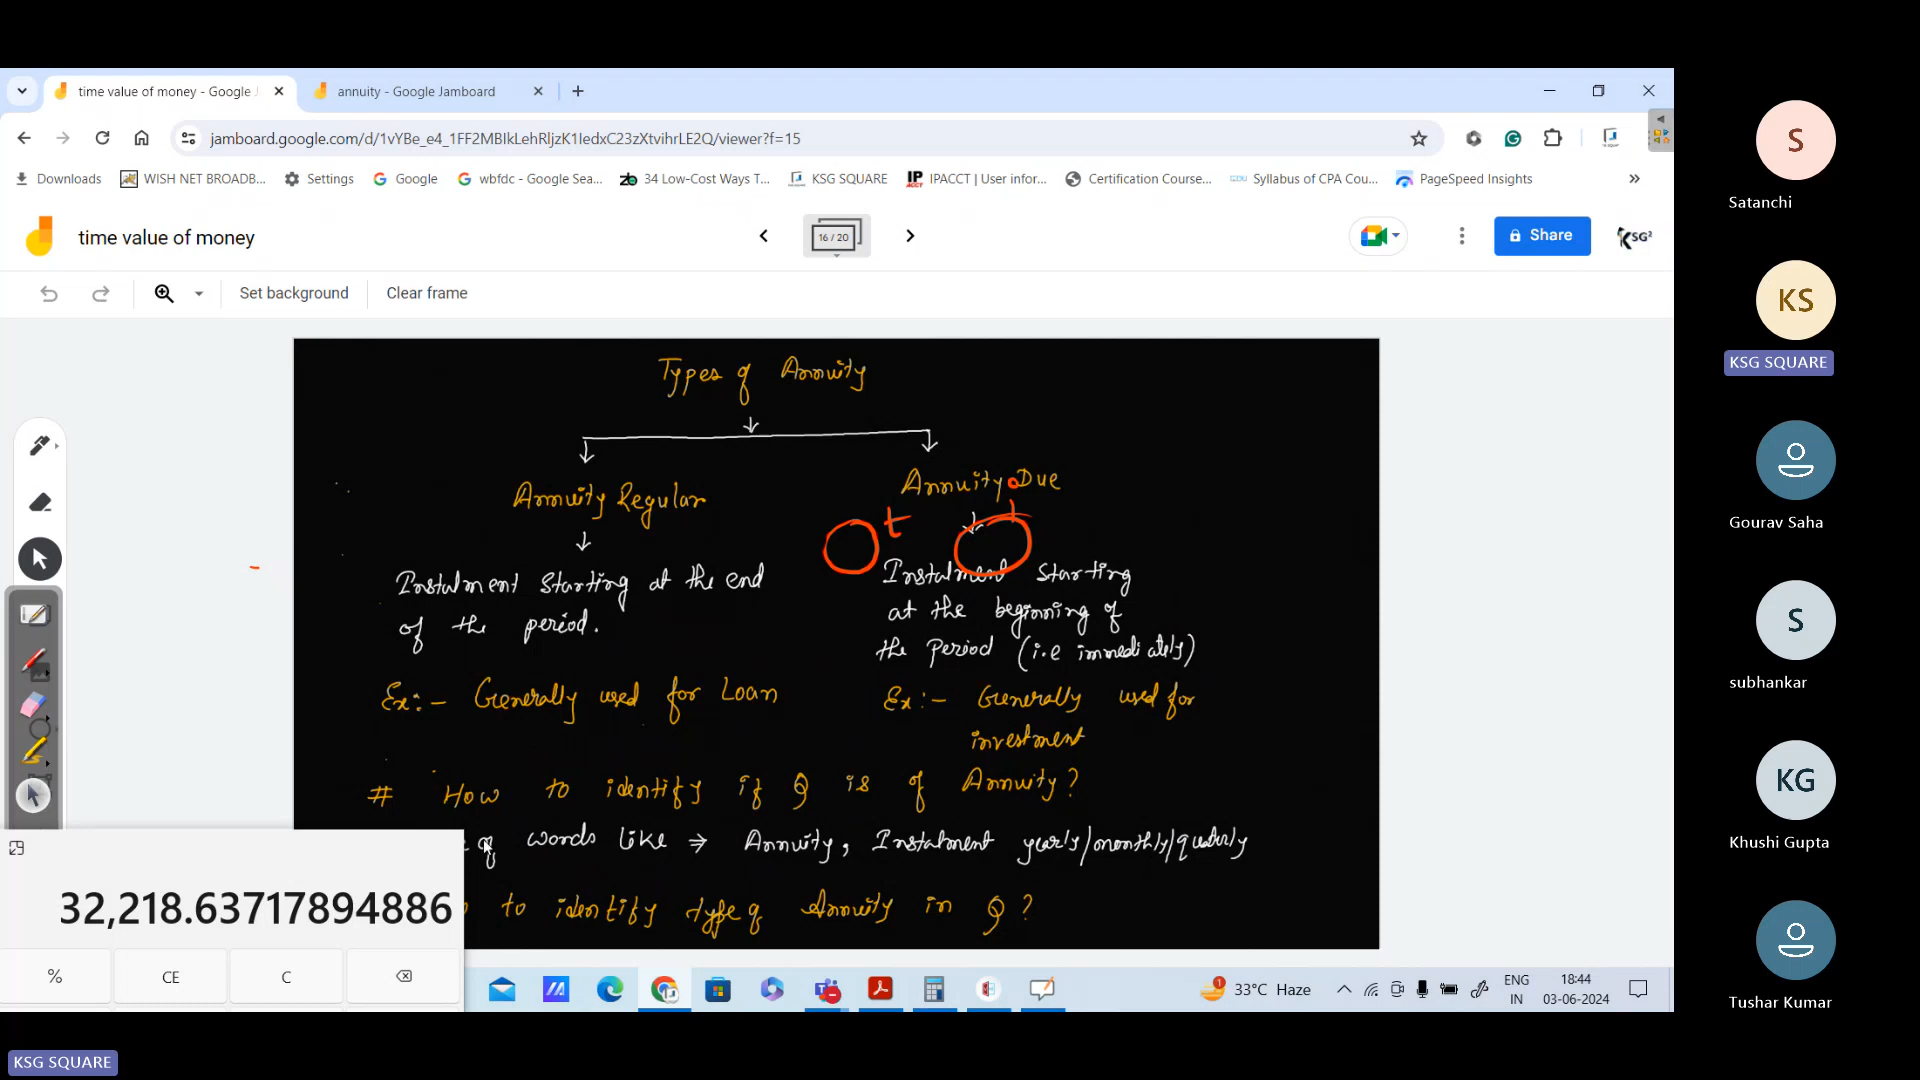 time value of money - Google J
annuity - Google Jamboard
jamboard.google.com/d/1vYBe_e4_1FF2MBIkLehRljzK1IedxC23zXtvihrLE2Q/viewer?f=15
Downloads
WISH NET BROADB...
Settings
Google
wbfdc - Google Sea...
34 Low-Cost Ways T...
KSG SQUARE
IPACCT | User infor...
Certification Course...
Syllabus of CPA Cou...
PageSpeed Insights
time value of money
16 / 20
Share
KSG²
Set background
Clear frame
Types of Annuity
Annuity Regular
Annuity Due
t
Instalment Starting at the end
of the period.
Instalment Starting
at the beginning of
the Period (i.e immediately)
Ex:- Generally used for Loan
Ex:- Generally used for
investment
# How to identify if Q is of Annuity?
of words like ⇒ Annuity, Instalment yearly/monthly/quaterly
to identify type of Annuity in Q?
32,218.63717894886
%
CE
C
33°C Haze
ENG
IN
18:44
03-06-2024
S
Satanchi
KS
KSG SQUARE
Gourav Saha
S
subhankar
KG
Khushi Gupta
Tushar Kumar
KSG SQUARE